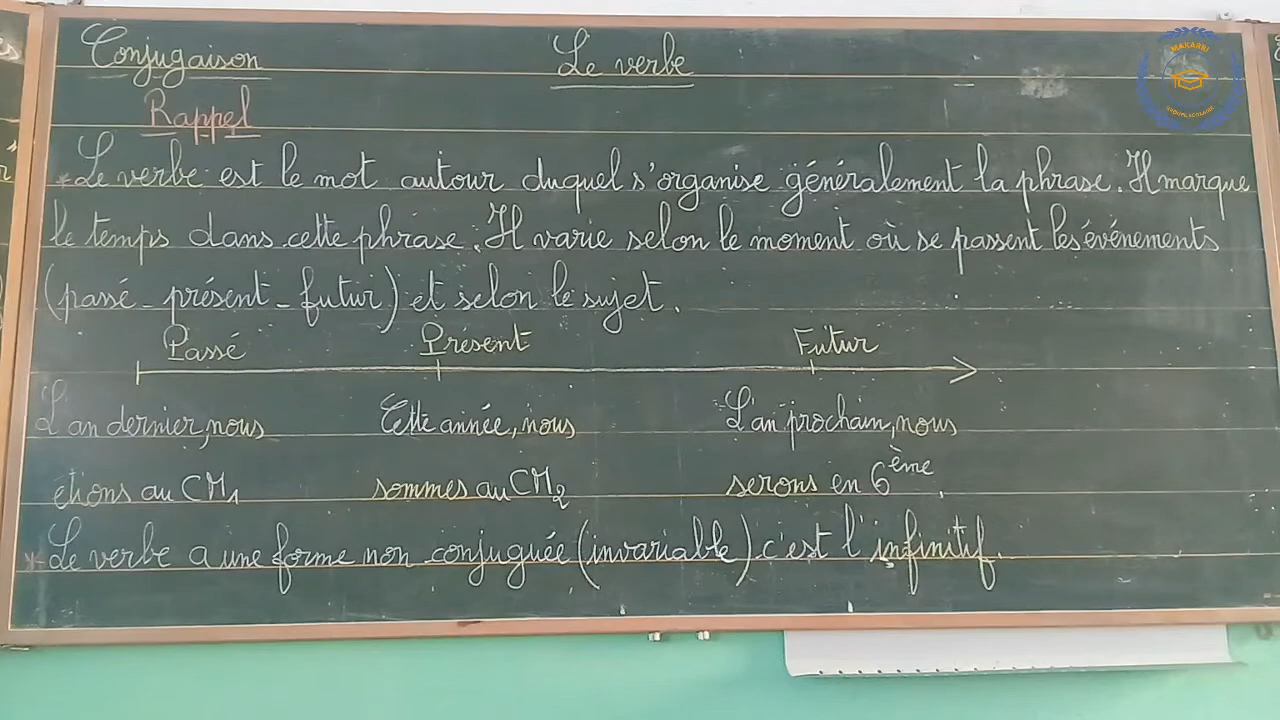 Conjugaison Le verbe
Rappel
* Le verbe est le mot autour duquel s'organise généralement la phrase. Il marque
le temps dans cette phrase. Il varie selon le moment où se passent les événements
(passé - présent - futur) et selon le sujet.
Passé Présent Futur
L'an dernier, nous Cette année, nous L'an prochain, nous
étions au CM1 sommes au CM2 serons en 6ème.
* Le verbe a une forme non conjuguée (invariable) c'est l'infinitif.
MAKARRI
GROUPE SCOLAIRE